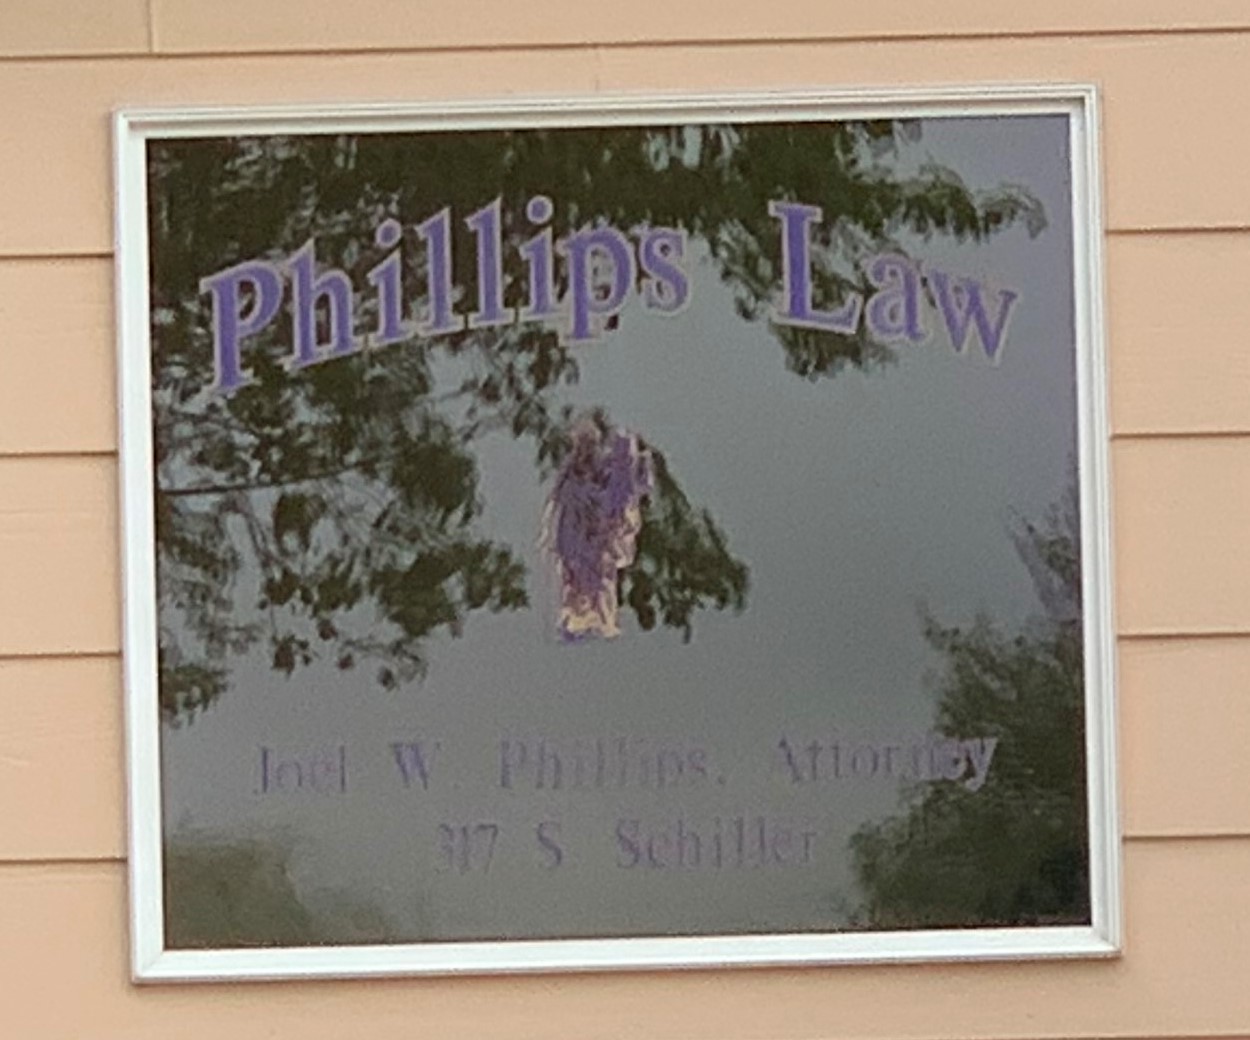 Phillips Law
Joel W. Phillips, Attorney
317 S. Schiller